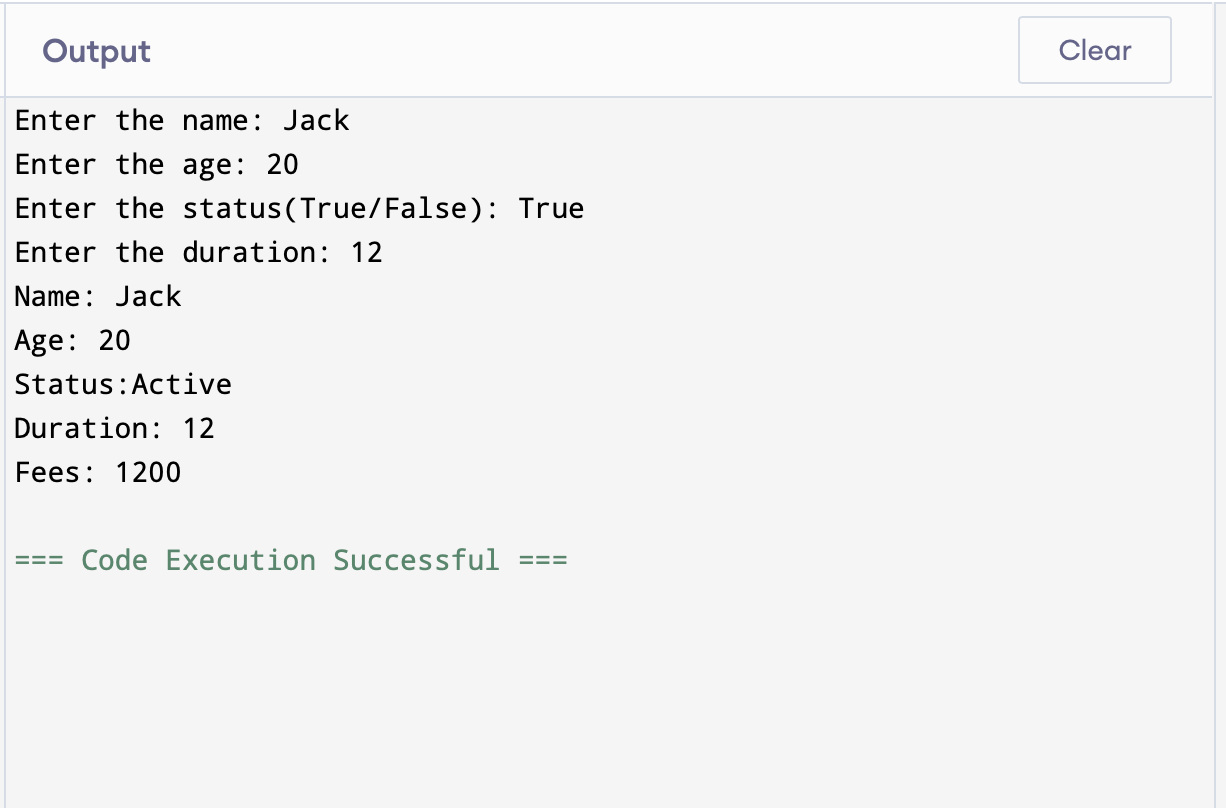 Output
Clear
Enter the name: Jack
Enter the age: 20
Enter the status(True/False): True
Enter the duration: 12
Name: Jack
Age: 20
Status:Active
Duration: 12
Fees: 1200
=== Code Execution Successful ===